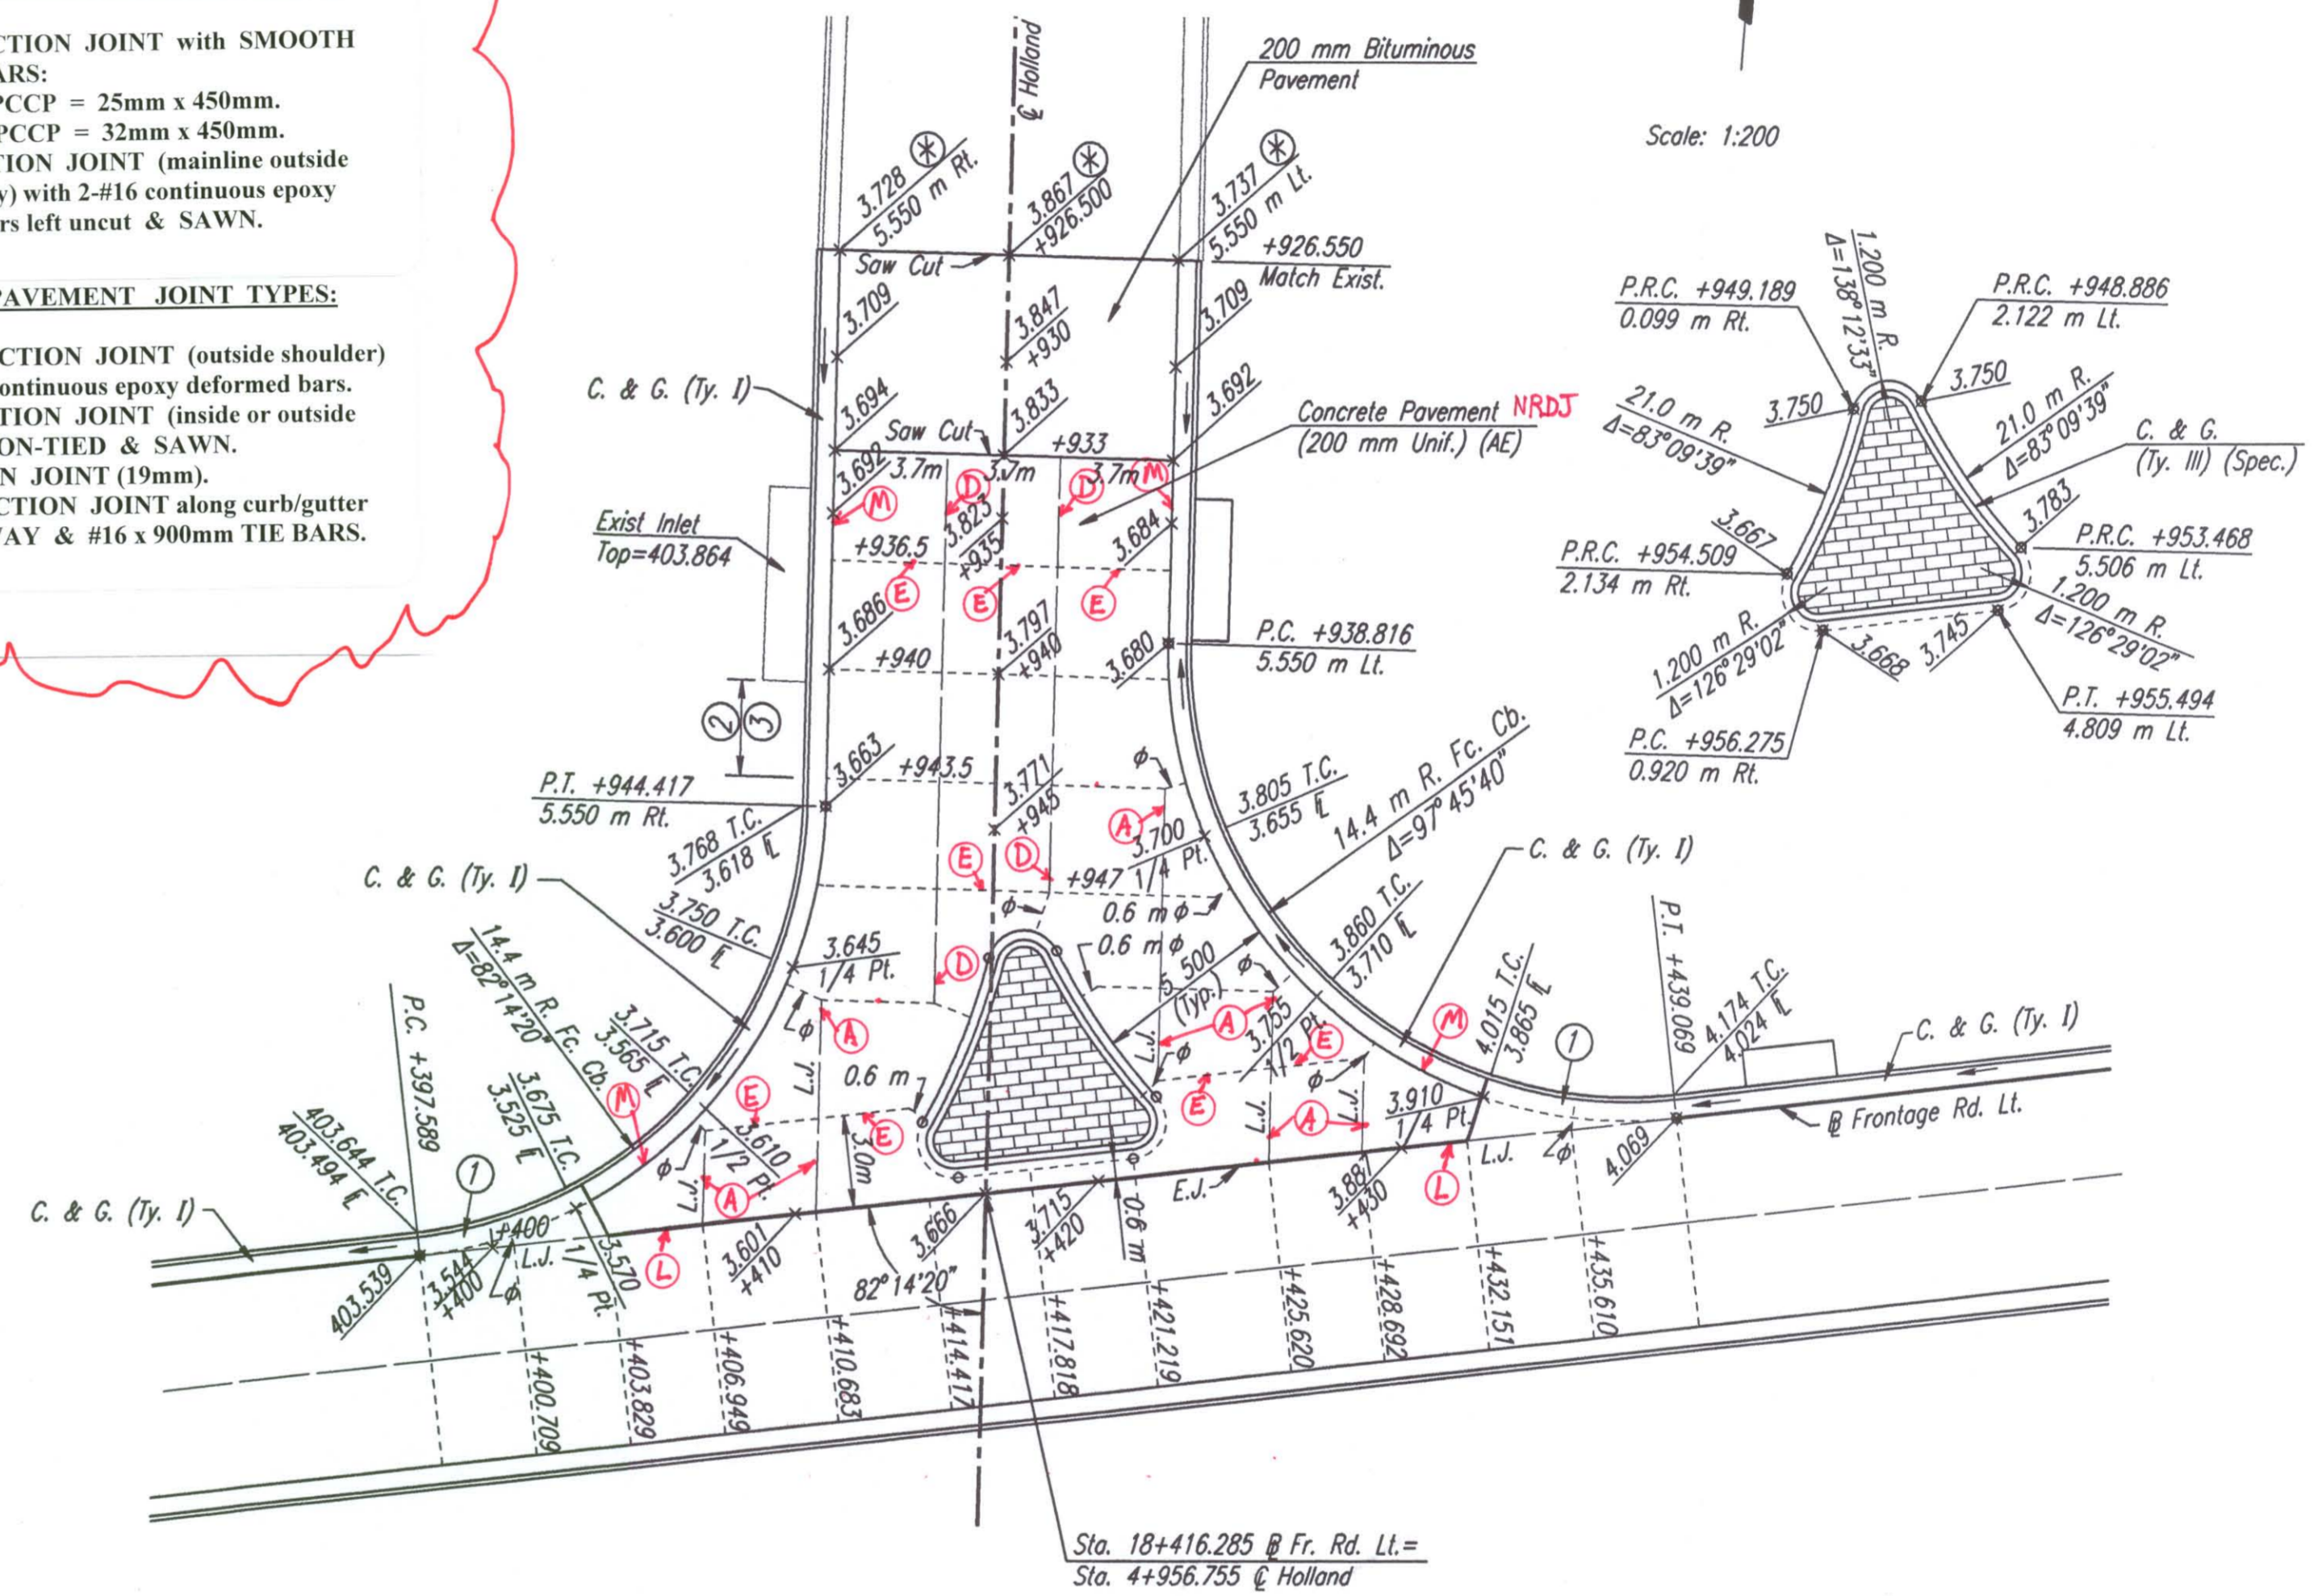 CTION JOINT with SMOOTH
ARS:
PCCP = 25mm x 450mm.
PCCP = 32mm x 450mm.
TION JOINT (mainline outside
y) with 2-#16 continuous epoxy
rs left uncut & SAWN.
PAVEMENT JOINT TYPES:
CTION JOINT (outside shoulder)
continuous epoxy deformed bars.
TION JOINT (inside or outside
ON-TIED & SAWN.
N JOINT (19mm).
CTION JOINT along curb/gutter
WAY & #16 x 900mm TIE BARS.
℄ Holland
200 mm Bituminous
Pavement
Scale: 1:200
3.728 *
5.550 m Rt.
3.867 *
+926.500
3.737 *
5.550 m Lt.
+926.550
Match Exist.
Saw Cut
3.709
3.847
+930
3.709
C. & G. (Ty. I)
3.694
3.833
3.692
Saw Cut
+933
Concrete Pavement NRDJ
(200 mm Unif.) (AE)
3.692
3.7m
3.7m
3.7m
M
D
D
M
Exist Inlet
Top=403.864
3.823
+935
3.684
+936.5
E
E
E
3.686
3.797
+940
3.680
+940
P.C. +938.816
5.550 m Lt.
2
3
3.663
+943.5
3.771
+945
Φ
P.T. +944.417
5.550 m Rt.
3.768 T.C.
3.618 ℄
A
3.700
1/4 Pt.
3.805 T.C.
3.655 ℄
14.4 m R. Fc. Cb.
Δ=97°45'40"
C. & G. (Ty. I)
C. & G. (Ty. I)
E
D
+947
3.750 T.C.
3.600 ℄
Φ
0.6 m Φ
0.6 m Φ
3.860 T.C.
3.710 ℄
3.645
1/4 Pt.
D
5.500
(Typ.)
Φ
14.4 m R. Fc. Cb.
Δ=82°14'20"
3.715 T.C.
3.565 ℄
Φ
A
L.J.
A
L.J.
Φ
3.755
1/2 Pt.
E
M
4.015 T.C.
3.865 ℄
1
P.T. +439.069
4.174 T.C.
4.024 ℄
C. & G. (Ty. I)
P.C. +397.589
3.675 T.C.
3.525 ℄
M
E
0.6 m
E
E
Φ
L.J.
A
L.J.
3.910
1/4 Pt.
B Frontage Rd. Lt.
403.644 T.C.
403.494 ℄
1
Φ
3.610
1/2 Pt.
3.0m
L.J.
A
L.J.
Φ
4.069
C. & G. (Ty. I)
+400
L.J.
3.570
1/4 Pt.
L
3.601
+410
3.666
3.715
+420
0.6 m
E.J.
3.887
+430
L
403.539
3.544
+400
Φ
82°14'20"
+400.709
+403.829
+406.949
+410.683
+414.417
+417.818
+421.219
+425.620
+428.692
+432.151
+435.610
Sta. 18+416.285 B Fr. Rd. Lt.=
Sta. 4+956.755 ℄ Holland
1.200 m R.
Δ=138°12'33"
P.R.C. +949.189
0.099 m Rt.
P.R.C. +948.886
2.122 m Lt.
3.750
3.750
21.0 m R.
Δ=83°09'39"
21.0 m R.
Δ=83°09'39"
C. & G.
(Ty. III) (Spec.)
3.667
3.783
P.R.C. +954.509
2.134 m Rt.
P.R.C. +953.468
5.506 m Lt.
1.200 m R.
Δ=126°29'02"
3.668
3.745
1.200 m R.
Δ=126°29'02"
P.C. +956.275
0.920 m Rt.
P.T. +955.494
4.809 m Lt.